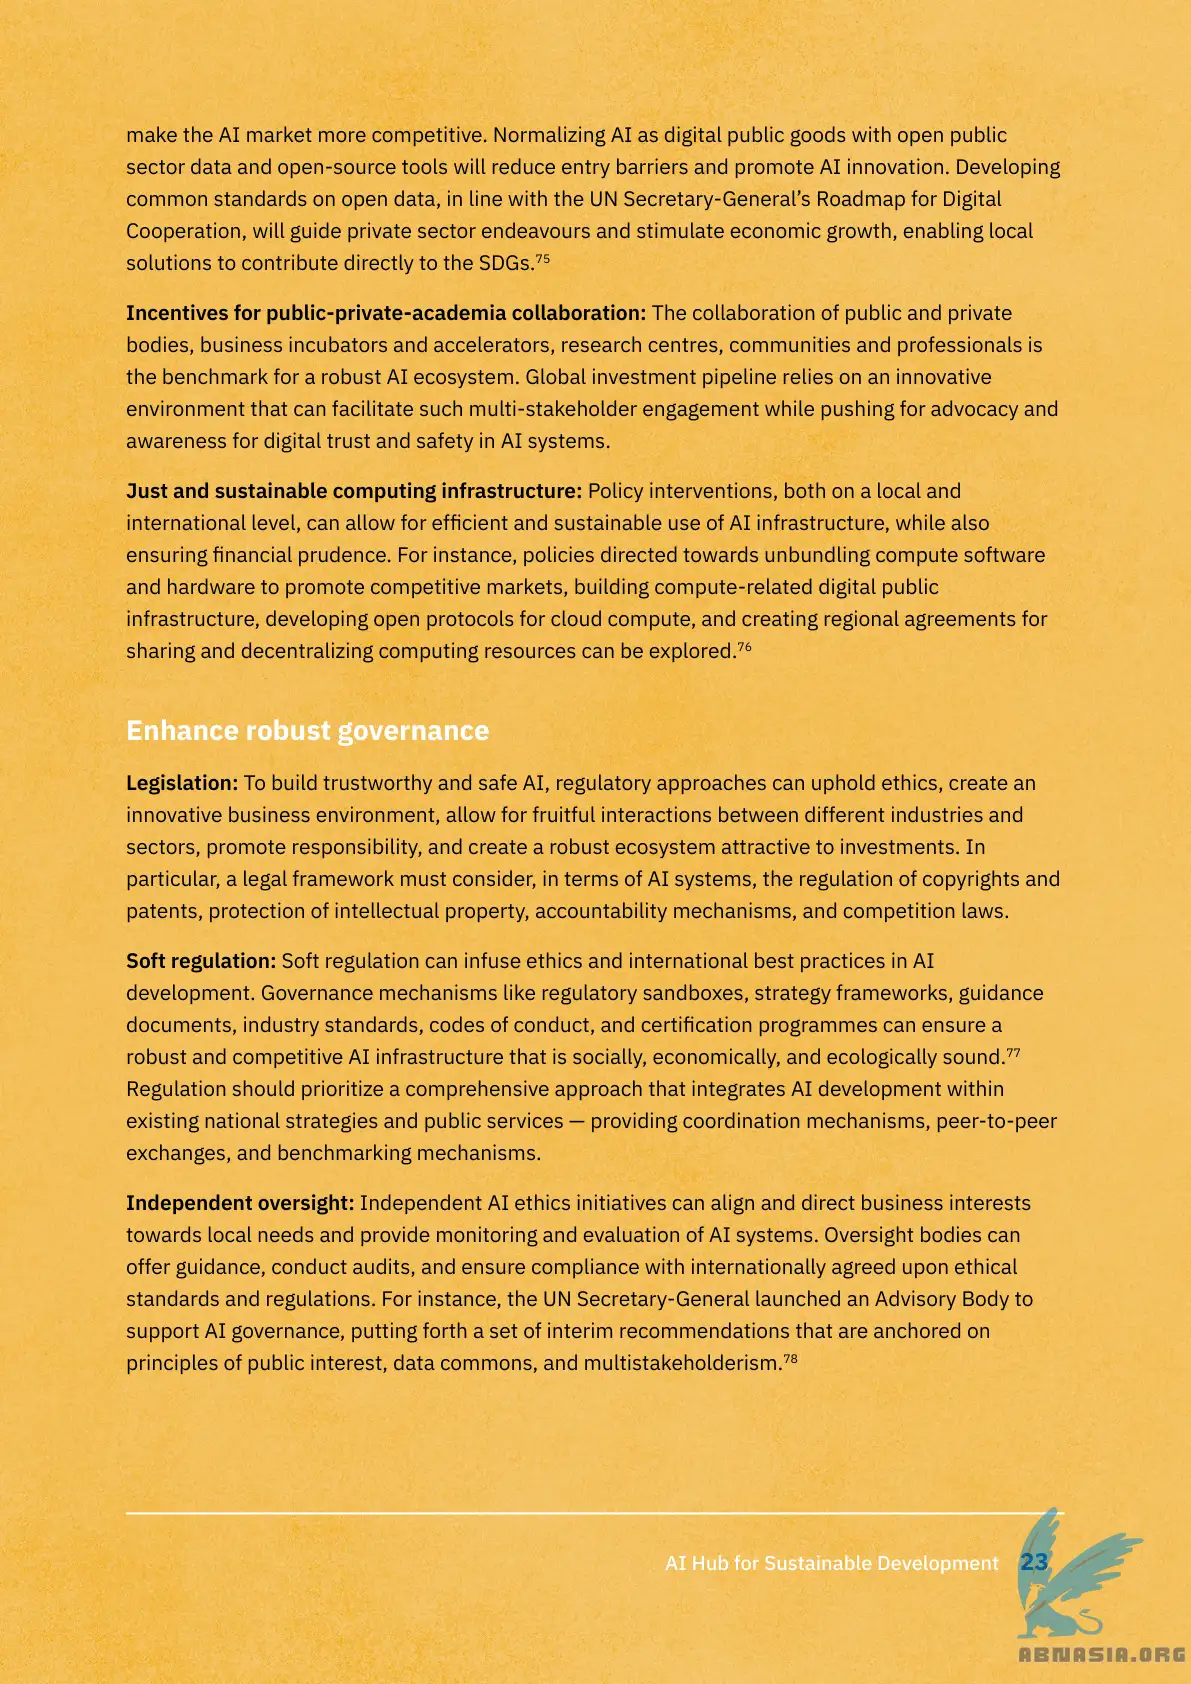 make the AI market more competitive. Normalizing AI as digital public goods with open public
sector data and open-source tools will reduce entry barriers and promote AI innovation. Developing
common standards on open data, in line with the UN Secretary-General’s Roadmap for Digital
Cooperation, will guide private sector endeavours and stimulate economic growth, enabling local
solutions to contribute directly to the SDGs.⁷⁵
Incentives for public-private-academia collaboration: The collaboration of public and private
bodies, business incubators and accelerators, research centres, communities and professionals is
the benchmark for a robust AI ecosystem. Global investment pipeline relies on an innovative
environment that can facilitate such multi-stakeholder engagement while pushing for advocacy and
awareness for digital trust and safety in AI systems.
Just and sustainable computing infrastructure: Policy interventions, both on a local and
international level, can allow for efficient and sustainable use of AI infrastructure, while also
ensuring financial prudence. For instance, policies directed towards unbundling compute software
and hardware to promote competitive markets, building compute-related digital public
infrastructure, developing open protocols for cloud compute, and creating regional agreements for
sharing and decentralizing computing resources can be explored.⁷⁶
Enhance robust governance
Legislation: To build trustworthy and safe AI, regulatory approaches can uphold ethics, create an
innovative business environment, allow for fruitful interactions between different industries and
sectors, promote responsibility, and create a robust ecosystem attractive to investments. In
particular, a legal framework must consider, in terms of AI systems, the regulation of copyrights and
patents, protection of intellectual property, accountability mechanisms, and competition laws.
Soft regulation: Soft regulation can infuse ethics and international best practices in AI
development. Governance mechanisms like regulatory sandboxes, strategy frameworks, guidance
documents, industry standards, codes of conduct, and certification programmes can ensure a
robust and competitive AI infrastructure that is socially, economically, and ecologically sound.⁷⁷
Regulation should prioritize a comprehensive approach that integrates AI development within
existing national strategies and public services — providing coordination mechanisms, peer-to-peer
exchanges, and benchmarking mechanisms.
Independent oversight: Independent AI ethics initiatives can align and direct business interests
towards local needs and provide monitoring and evaluation of AI systems. Oversight bodies can
offer guidance, conduct audits, and ensure compliance with internationally agreed upon ethical
standards and regulations. For instance, the UN Secretary-General launched an Advisory Body to
support AI governance, putting forth a set of interim recommendations that are anchored on
principles of public interest, data commons, and multistakeholderism.⁷⁸
AI Hub for Sustainable Development 23
ABNASIA.ORG